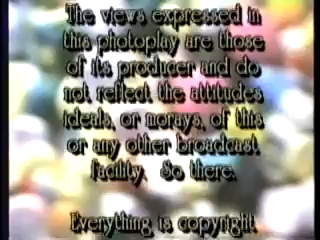 The views expressed in
this photoplay are those
of its producer and do
not reflect the attitudes
ideals, or morays, of this
or any other broadcast
facility. So there.
Everything is copyright